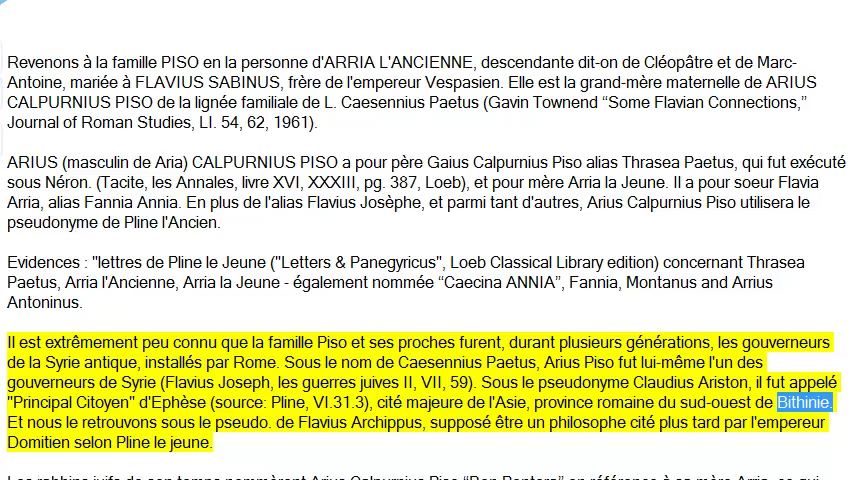 Revenons à la famille PISO en la personne d'ARRIA L'ANCIENNE, descendante dit-on de Cléopâtre et de Marc-
Antoine, mariée à FLAVIUS SABINUS, frère de l'empereur Vespasien. Elle est la grand-mère maternelle de ARIUS
CALPURNIUS PISO de la lignée familiale de L. Caesennius Paetus (Gavin Townend “Some Flavian Connections,”
Journal of Roman Studies, LI. 54, 62, 1961).
ARIUS (masculin de Aria) CALPURNIUS PISO a pour père Gaius Calpurnius Piso alias Thrasea Paetus, qui fut exécuté
sous Néron. (Tacite, les Annales, livre XVI, XXXIII, pg. 387, Loeb), et pour mère Arria la Jeune. Il a pour soeur Flavia
Arria, alias Fannia Annia. En plus de l'alias Flavius Josèphe, et parmi tant d'autres, Arius Calpurnius Piso utilisera le
pseudonyme de Pline l'Ancien.
Evidences : "lettres de Pline le Jeune ("Letters & Panegyricus", Loeb Classical Library edition) concernant Thrasea
Paetus, Arria l'Ancienne, Arria la Jeune - également nommée “Caecina ANNIA”, Fannia, Montanus and Arrius
Antoninus.
Il est extrêmement peu connu que la famille Piso et ses proches furent, durant plusieurs générations, les gouverneurs
de la Syrie antique, installés par Rome. Sous le nom de Caesennius Paetus, Arius Piso fut lui-même l'un des
gouverneurs de Syrie (Flavius Joseph, les guerres juives II, VII, 59). Sous le pseudonyme Claudius Ariston, il fut appelé
"Principal Citoyen" d'Ephèse (source: Pline, VI.31.3), cité majeure de l'Asie, province romaine du sud-ouest de Bithinie.
Et nous le retrouvons sous le pseudo. de Flavius Archippus, supposé être un philosophe cité plus tard par l'empereur
Domitien selon Pline le jeune.